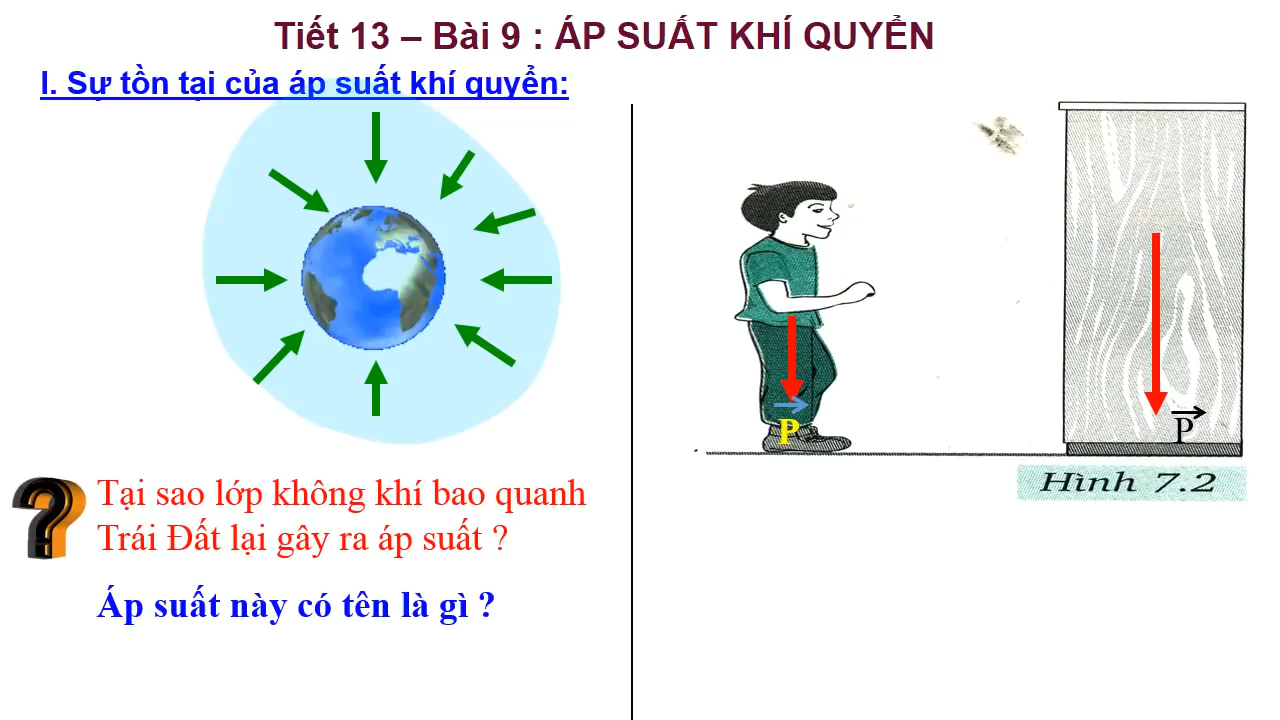 Tiết 13 – Bài 9 : ÁP SUẤT KHÍ QUYỂN
I. Sự tồn tại của áp suất khí quyển:
Tại sao lớp không khí bao quanh
Trái Đất lại gây ra áp suất ?
Áp suất này có tên là gì ?
P
P
Hình 7.2